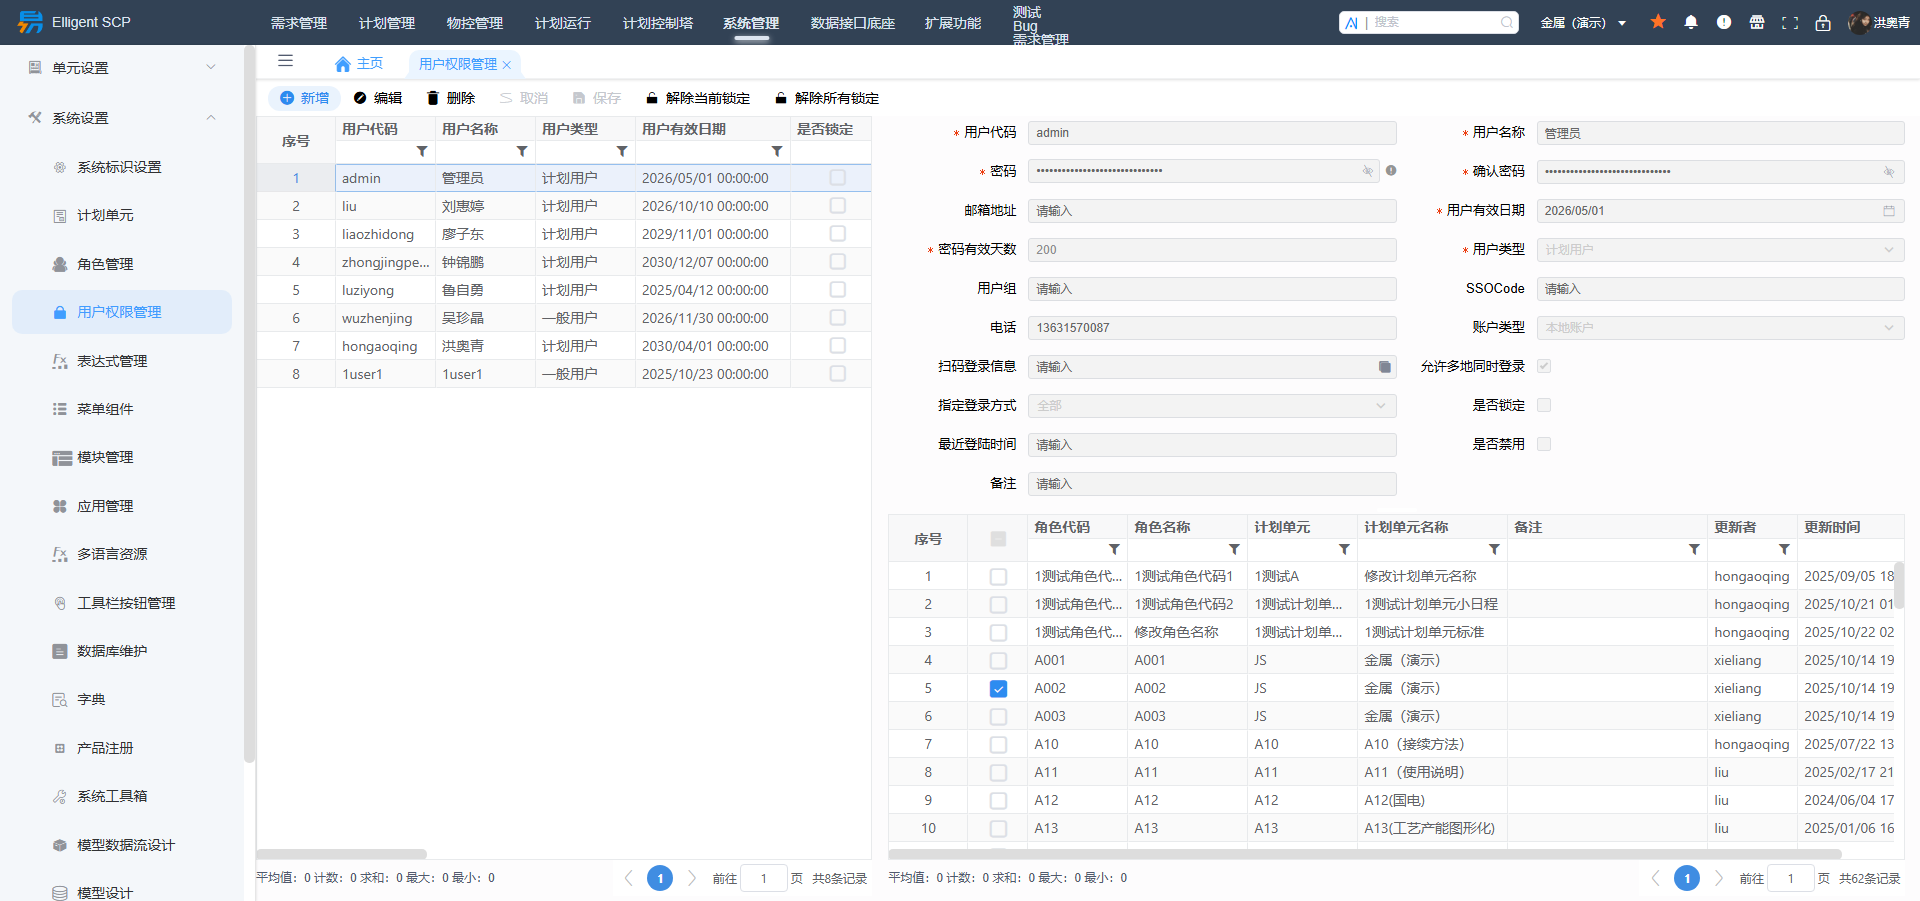 Elligent SCP
需求管理 计划管理 物控管理 计划运行 计划控制塔 系统管理 数据接口底座 扩展功能 测试
Bug
需求管理
AI | 搜索
金属（演示）
洪奥青
单元设置
系统设置
系统标识设置
计划单元
角色管理
用户权限管理
表达式管理
菜单组件
模块管理
应用管理
多语言资源
工具栏按钮管理
数据库维护
字典
产品注册
系统工具箱
模型数据流设计
模型设计
主页 用户权限管理
新增 编辑 删除 取消 保存 解除当前锁定 解除所有锁定
序号 用户代码 用户名称 用户类型 用户有效日期 是否锁定
1 admin 管理员 计划用户 2026/05/01 00:00:00
2 liu 刘惠婷 计划用户 2026/10/10 00:00:00
3 liaozhidong 廖子东 计划用户 2029/11/01 00:00:00
4 zhongjingpe... 钟锦鹏 计划用户 2030/12/07 00:00:00
5 luziyong 鲁自勇 计划用户 2025/04/12 00:00:00
6 wuzhenjing 吴珍晶 一般用户 2026/11/30 00:00:00
7 hongaoqing 洪奥青 计划用户 2030/04/01 00:00:00
8 1user1 1user1 一般用户 2025/10/23 00:00:00
平均值: 0 计数: 0 求和: 0 最大: 0 最小: 0
1 前往 1 页 共8条记录
* 用户代码 admin * 用户名称 管理员
* 密码 •••••••••••••••••••••••••••••• * 确认密码 ••••••••••••••••••••••••••••••
邮箱地址 请输入 * 用户有效日期 2026/05/01
* 密码有效天数 200 * 用户类型 计划用户
用户组 请输入 SSOCode 请输入
电话 13631570087 账户类型 本地账户
扫码登录信息 请输入 允许多地同时登录
指定登录方式 全部 是否锁定
最近登陆时间 请输入 是否禁用
备注 请输入
序号 角色代码 角色名称 计划单元 计划单元名称 备注 更新者 更新时间
1 1测试角色代... 1测试角色代码1 1测试A 修改计划单元名称 hongaoqing 2025/09/05 18
2 1测试角色代... 1测试角色代码2 1测试计划单... 1测试计划单元小日程 hongaoqing 2025/10/21 01
3 1测试角色代... 修改角色名称 1测试计划单... 1测试计划单元标准 hongaoqing 2025/10/22 02
4 A001 A001 JS 金属（演示） xieliang 2025/10/14 19
5 A002 A002 JS 金属（演示） xieliang 2025/10/14 19
6 A003 A003 JS 金属（演示） xieliang 2025/10/14 19
7 A10 A10 A10 A10（接续方法） hongaoqing 2025/07/22 13
8 A11 A11 A11 A11（使用说明） liu 2025/02/17 21
9 A12 A12 A12 A12(国电) liu 2024/06/04 17
10 A13 A13 A13 A13(工艺产能图形化) liu 2025/01/06 16
平均值: 0 计数: 0 求和: 0 最大: 0 最小: 0
1 前往 1 页 共62条记录